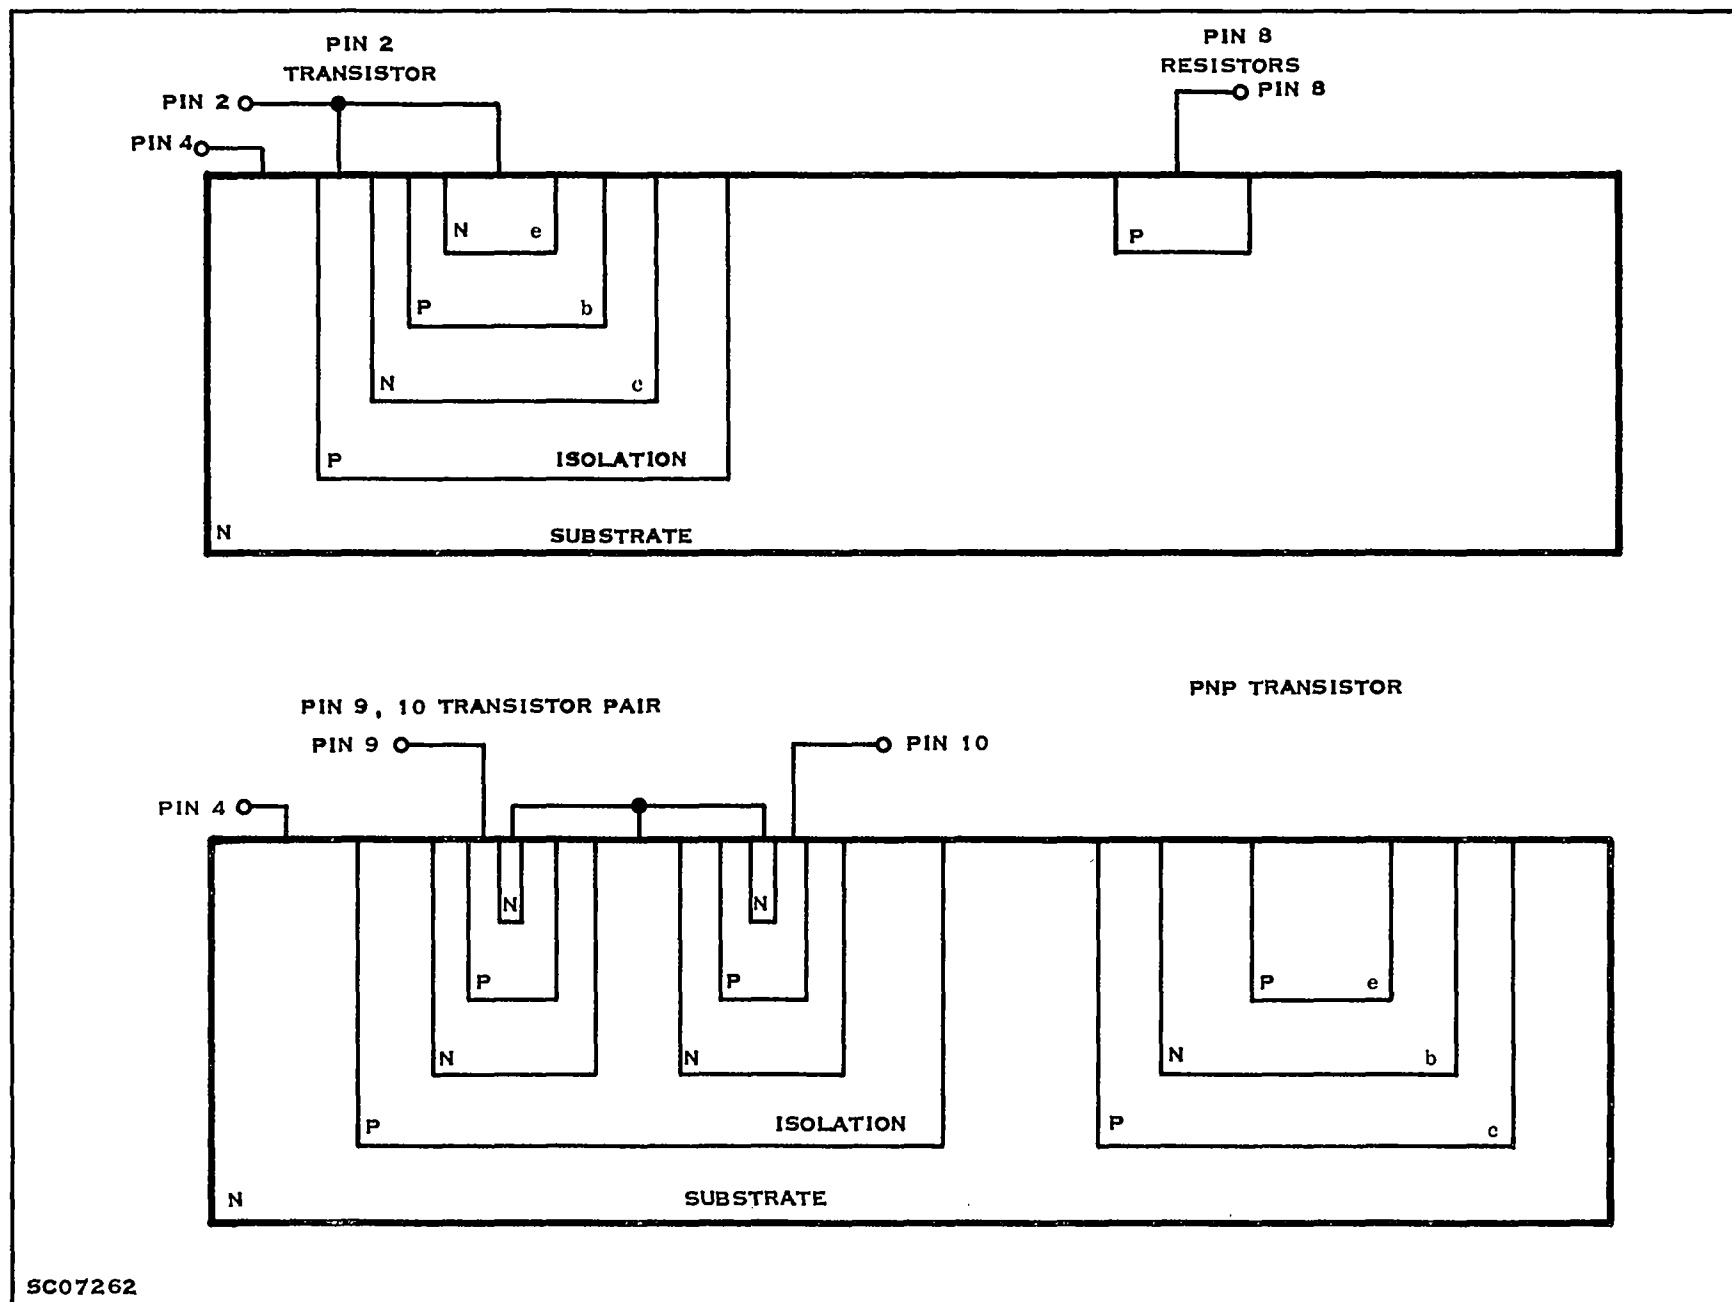 PIN 2
TRANSISTOR
PIN 8
RESISTORS
PIN 2
PIN 8
PIN 4
N e
P
P b
N c
P ISOLATION
N SUBSTRATE
PNP TRANSISTOR
PIN 9, 10 TRANSISTOR PAIR
PIN 9
PIN 10
PIN 4
N
N
P
P
P e
N
N
N b
P ISOLATION
P c
N SUBSTRATE
SC07262